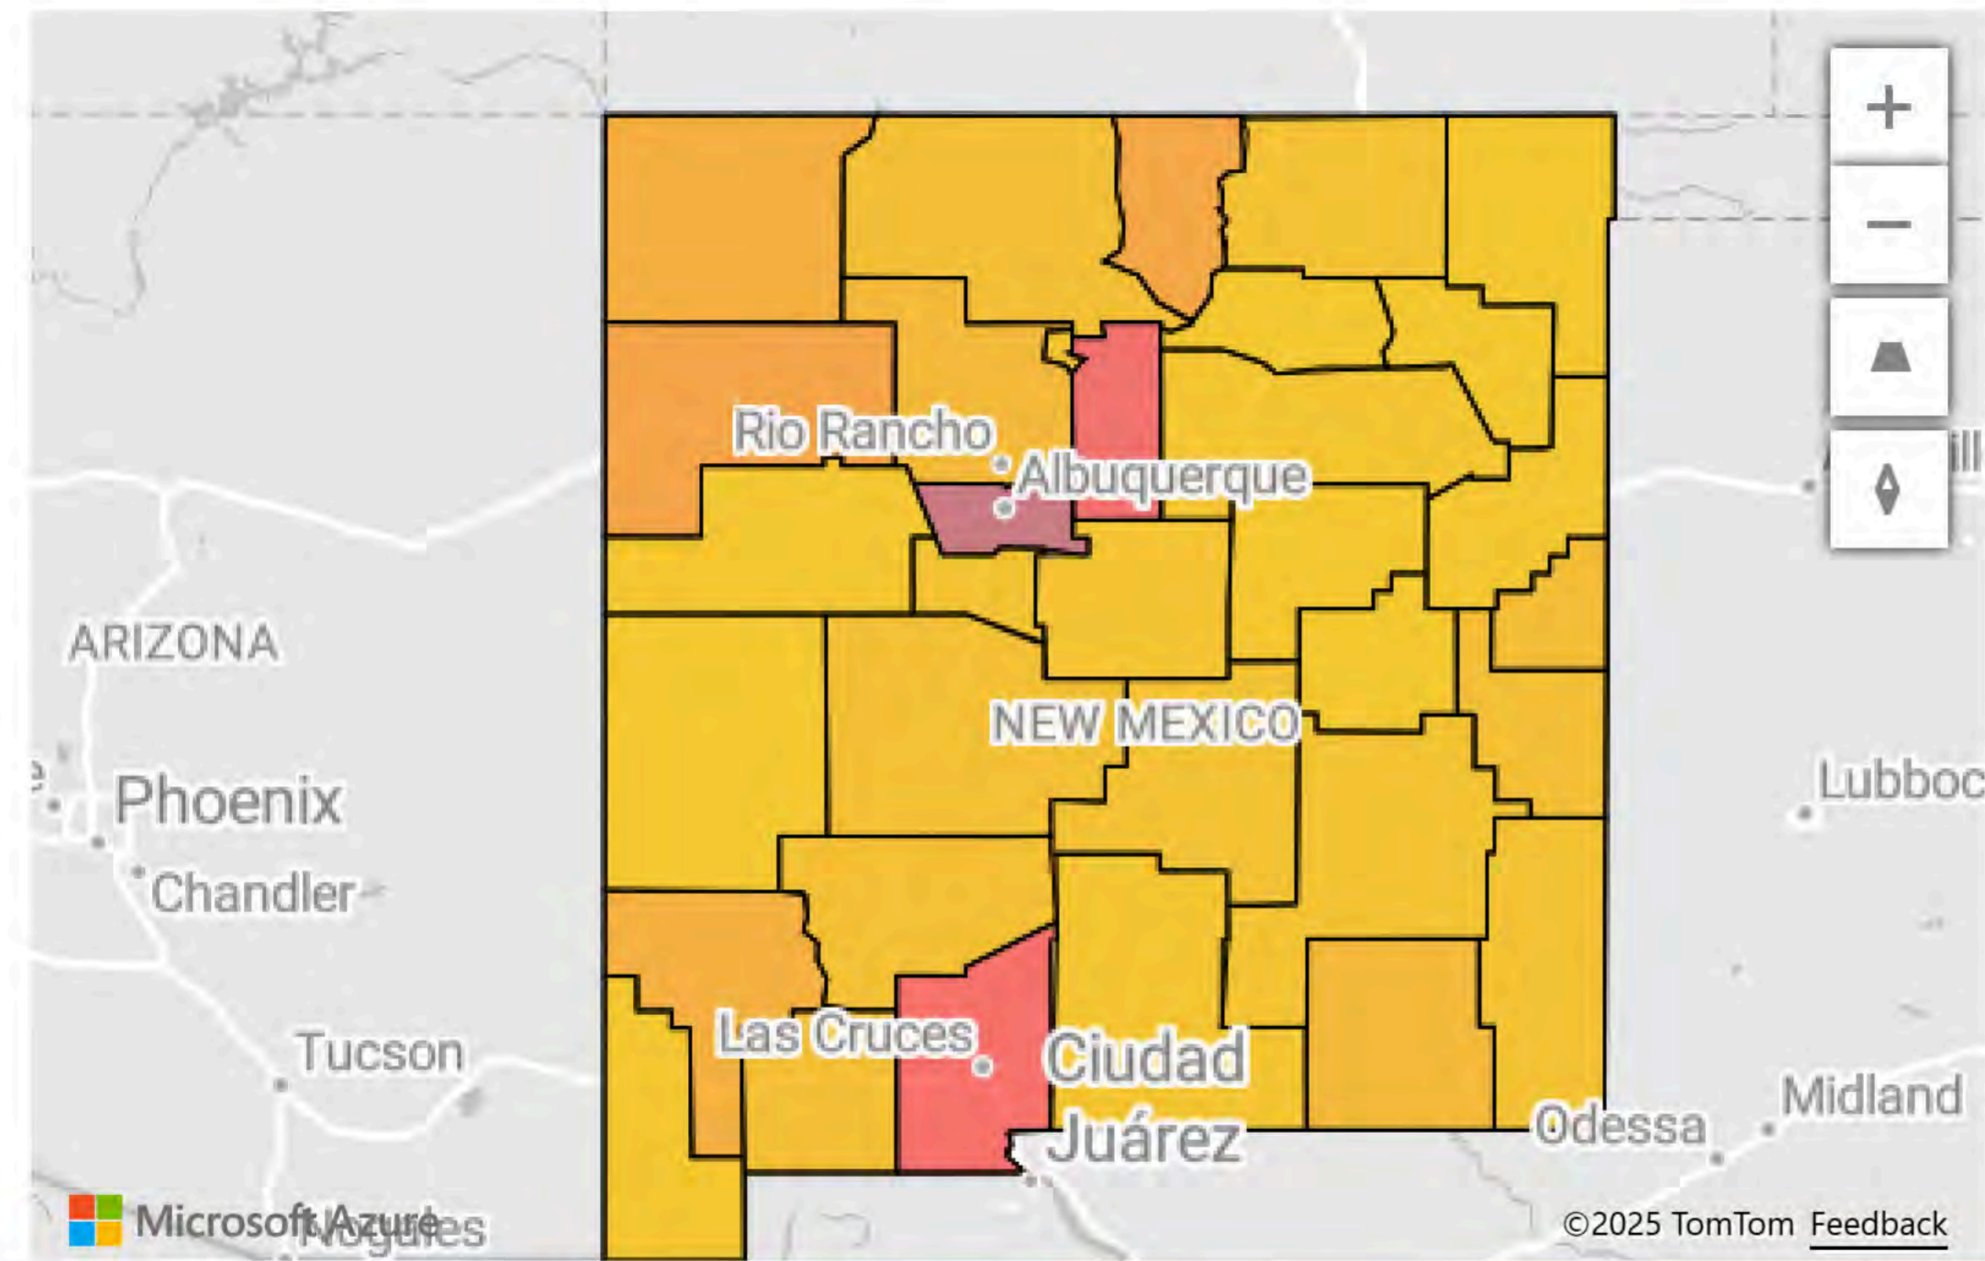 +
−
Rio Rancho
Albuquerque
ARIZONA
NEW MEXICO
Phoenix
Lubboc
Chandler
Las Cruces
Ciudad
Juárez
Tucson
Midland
Odessa
Microsoft Azure
Nogales
©2025 TomTom Feedback